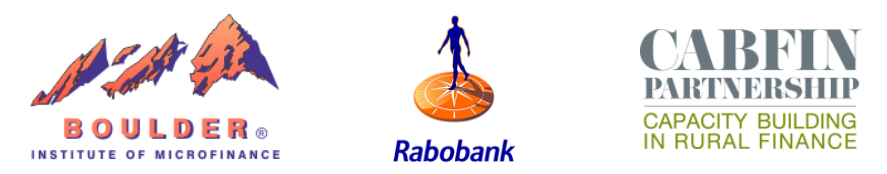 BOULDER ®
INSTITUTE OF MICROFINANCE
Rabobank
CABFIN
PARTNERSHIP
CAPACITY BUILDING
IN RURAL FINANCE